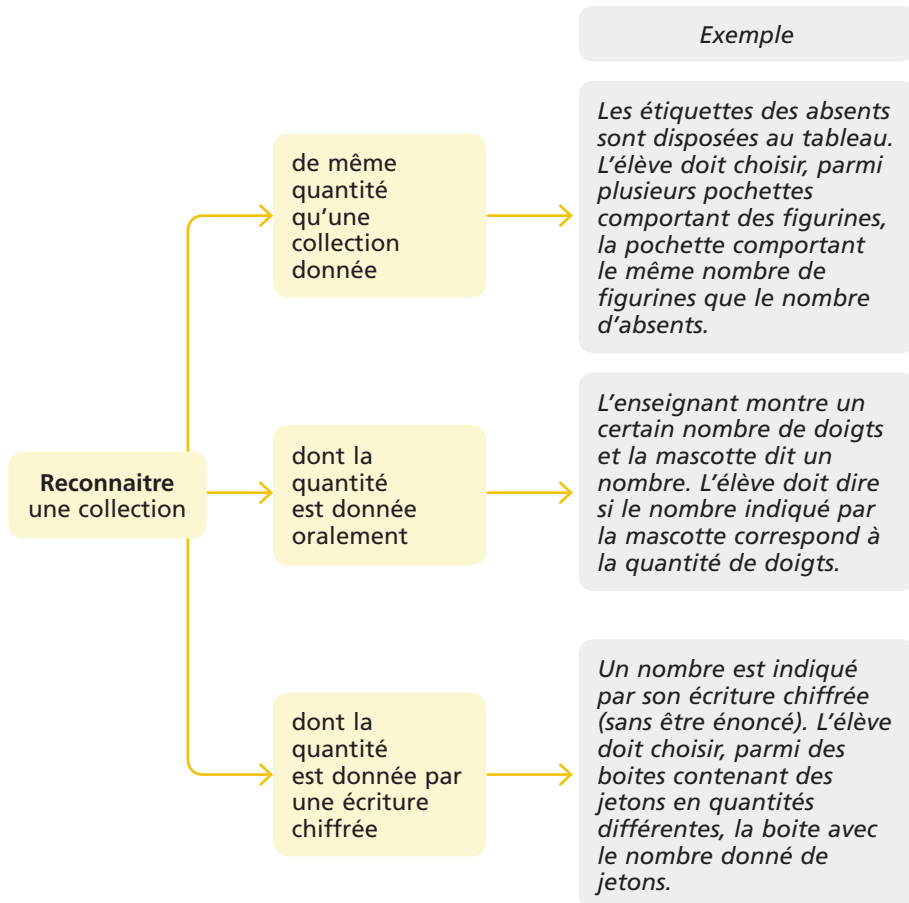 Exemple
Reconnaitre
une collection
de même
quantité
qu'une
collection
donnée
Les étiquettes des absents
sont disposées au tableau.
L'élève doit choisir, parmi
plusieurs pochettes
comportant des figurines,
la pochette comportant
le même nombre de
figurines que le nombre
d'absents.
dont la
quantité
est donnée
oralement
L'enseignant montre un
certain nombre de doigts
et la mascotte dit un
nombre. L'élève doit dire
si le nombre indiqué par
la mascotte correspond à
la quantité de doigts.
dont la
quantité
est donnée par
une écriture
chiffrée
Un nombre est indiqué
par son écriture chiffrée
(sans être énoncé). L'élève
doit choisir, parmi des
boites contenant des
jetons en quantités
différentes, la boite avec
le nombre donné de
jetons.